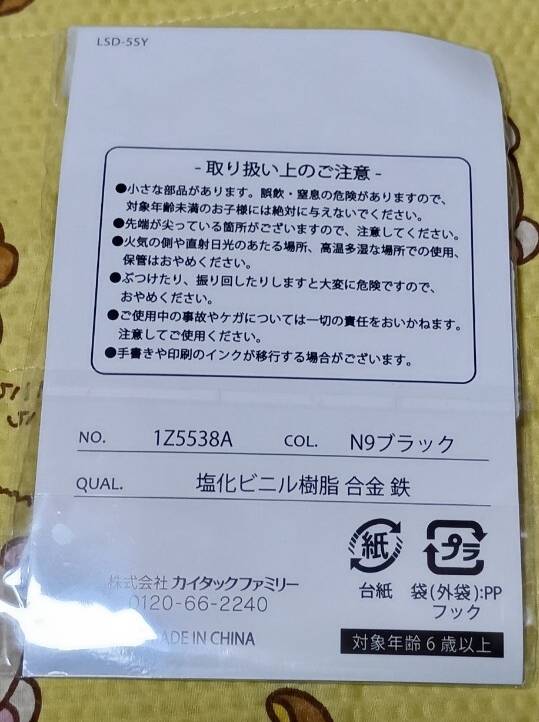 LSD-5SY
- 取り扱い上のご注意 -
●小さな部品があります。誤飲・窒息の危険がありますので、
対象年齢未満のお子様には絶対に与えないでください。
●先端が尖っている箇所がございますので、注意してください。
●火気の側や直射日光のあたる場所、高温多湿な場所での使用、
保管はおやめください。
●ぶつけたり、振り回したりしますと大変に危険ですので、
おやめください。
●ご使用中の事故やケガについては一切の責任をおいかねます。
注意してご使用ください。
●手書きや印刷のインクが移行する場合がございます。
NO. 1Z5538A COL. N9ブラック
QUAL. 塩化ビニル樹脂 合金 鉄
紙 プラ
台紙 袋(外袋):PP
フック
株式会社 カイタックファミリー
0120-66-2240
MADE IN CHINA
対象年齢6歳以上